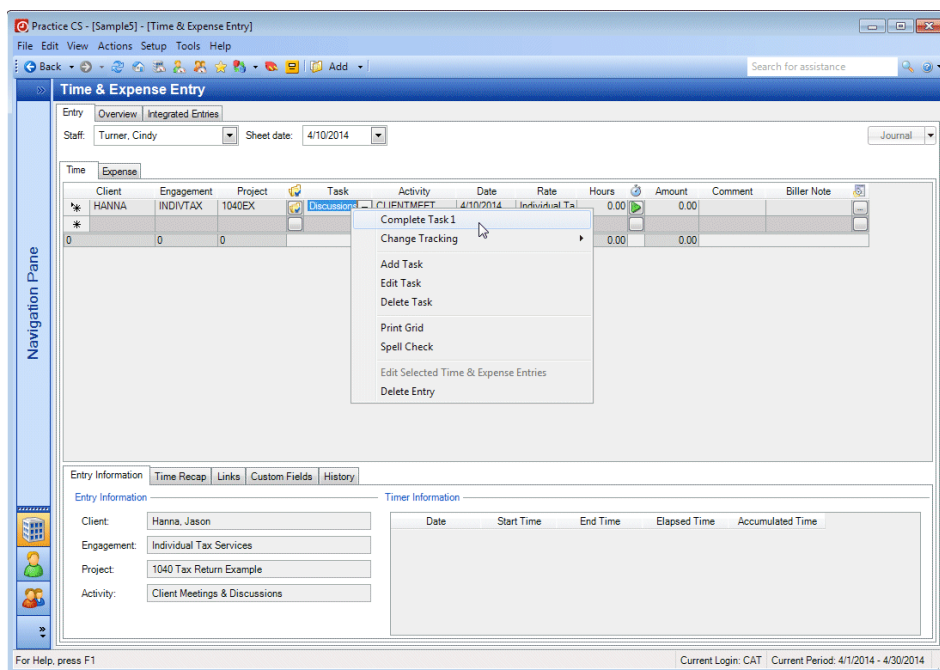 Practice CS - [Sample5] - [Time & Expense Entry]
File Edit View Actions Setup Tools Help
Back Add Search for assistance
Time & Expense Entry
Entry Overview Integrated Entries
Staff: Turner, Cindy Sheet date: 4/10/2014 Journal
Time Expense
Client Engagement Project Task Activity Date Rate Hours Amount Comment Biller Note
HANNA INDIVTAX 1040EX Discussions CLIENTMEET 4/10/2014 Individual Ta 0.00 0.00
0 0 0 0.00 0.00
Complete Task 1
Change Tracking
Add Task
Edit Task
Delete Task
Print Grid
Spell Check
Edit Selected Time & Expense Entries
Delete Entry
Navigation Pane
Entry Information Time Recap Links Custom Fields History
Entry Information Timer Information
Client: Hanna, Jason Date Start Time End Time Elapsed Time Accumulated Time
Engagement: Individual Tax Services
Project: 1040 Tax Return Example
Activity: Client Meetings & Discussions
For Help, press F1 Current Login: CAT Current Period: 4/1/2014 - 4/30/2014